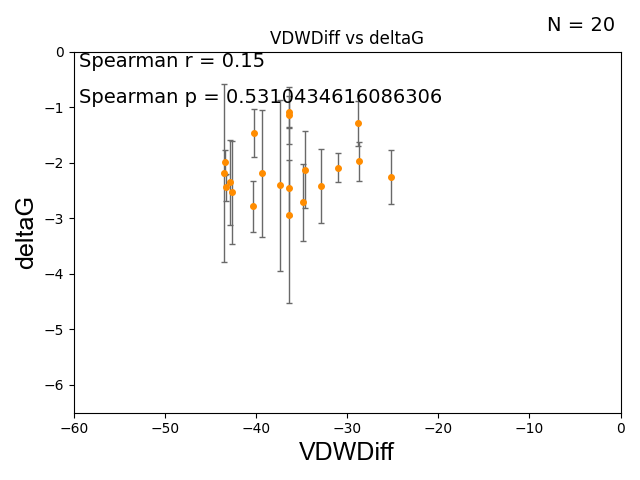 N = 20
VDWDiff vs deltaG
Spearman r = 0.15
Spearman p = 0.5310434616086306
0
−1
−2
−3
−4
−5
−6
deltaG
−60
−50
−40
−30
−20
−10
0
VDWDiff